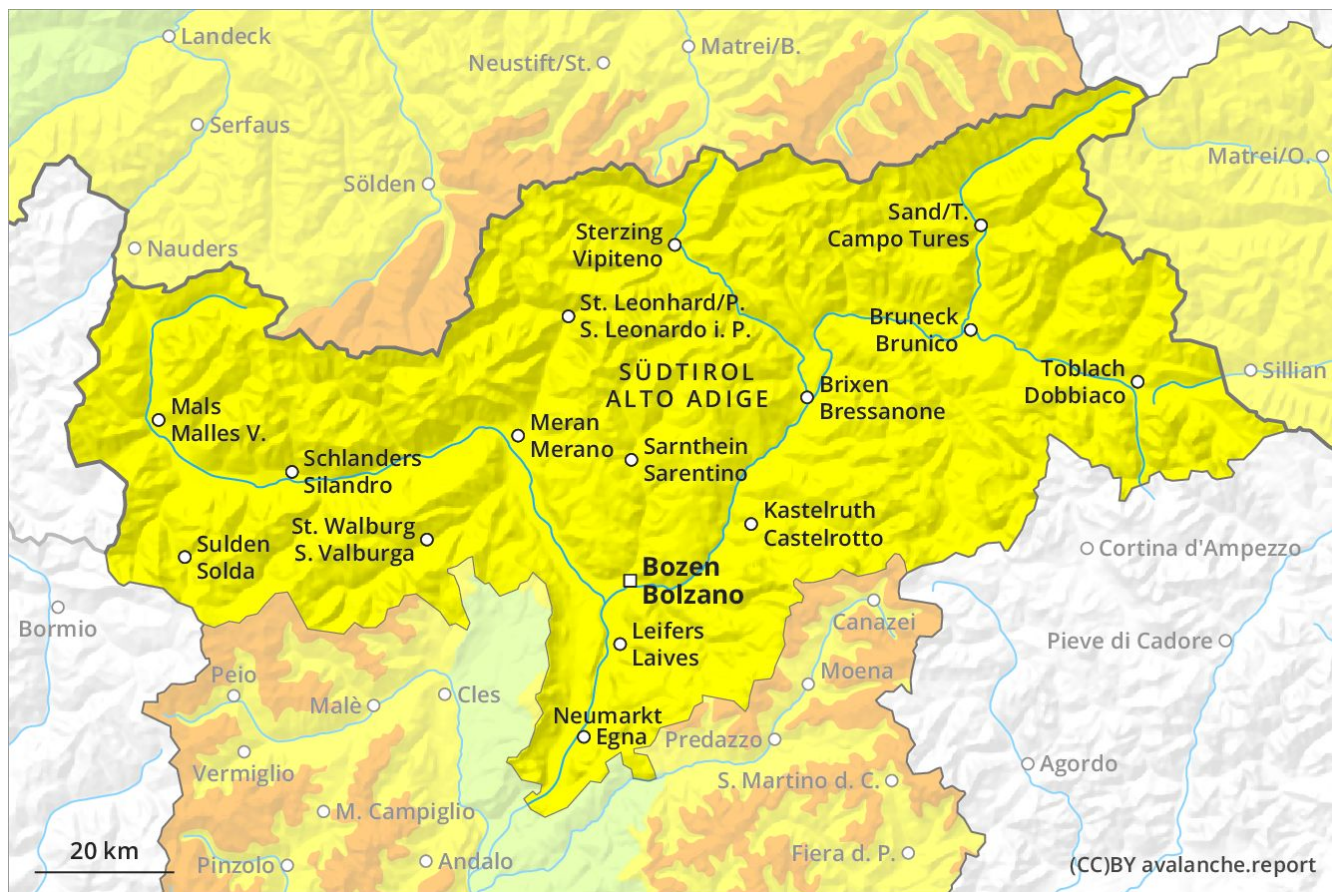 Landeck
Matrei/B.
Neustift/St.
Serfaus
Matrei/O.
Sölden
Sand/T.
Campo Tures
Sterzing
Vipiteno
Nauders
St. Leonhard/P.
S. Leonardo i. P.
Bruneck
Brunico
SÜDTIROL
ALTO ADIGE
Toblach
Dobbiaco
Sillian
Brixen
Bressanone
Mals
Malles V.
Meran
Merano
Schlanders
Silandro
Sarnthein
Sarentino
St. Walburg
S. Valburga
Kastelruth
Castelrotto
Sulden
Solda
Cortina d'Ampezzo
Bozen
Bolzano
Bormio
Canazei
Leifers
Laives
Pieve di Cadore
Peio
Moena
Malè
Cles
Neumarkt
Egna
Predazzo
Vermiglio
Agordo
S. Martino d. C.
M. Campiglio
20 km
Pinzolo
Andalo
Fiera d. P.
(CC)BY avalanche.report